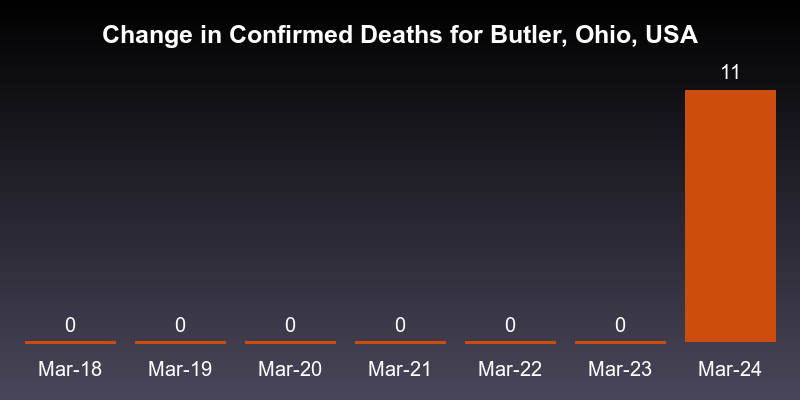 Change in Confirmed Deaths for Butler, Ohio, USA
11
0 0 0 0 0 0
Mar-18 Mar-19 Mar-20 Mar-21 Mar-22 Mar-23 Mar-24